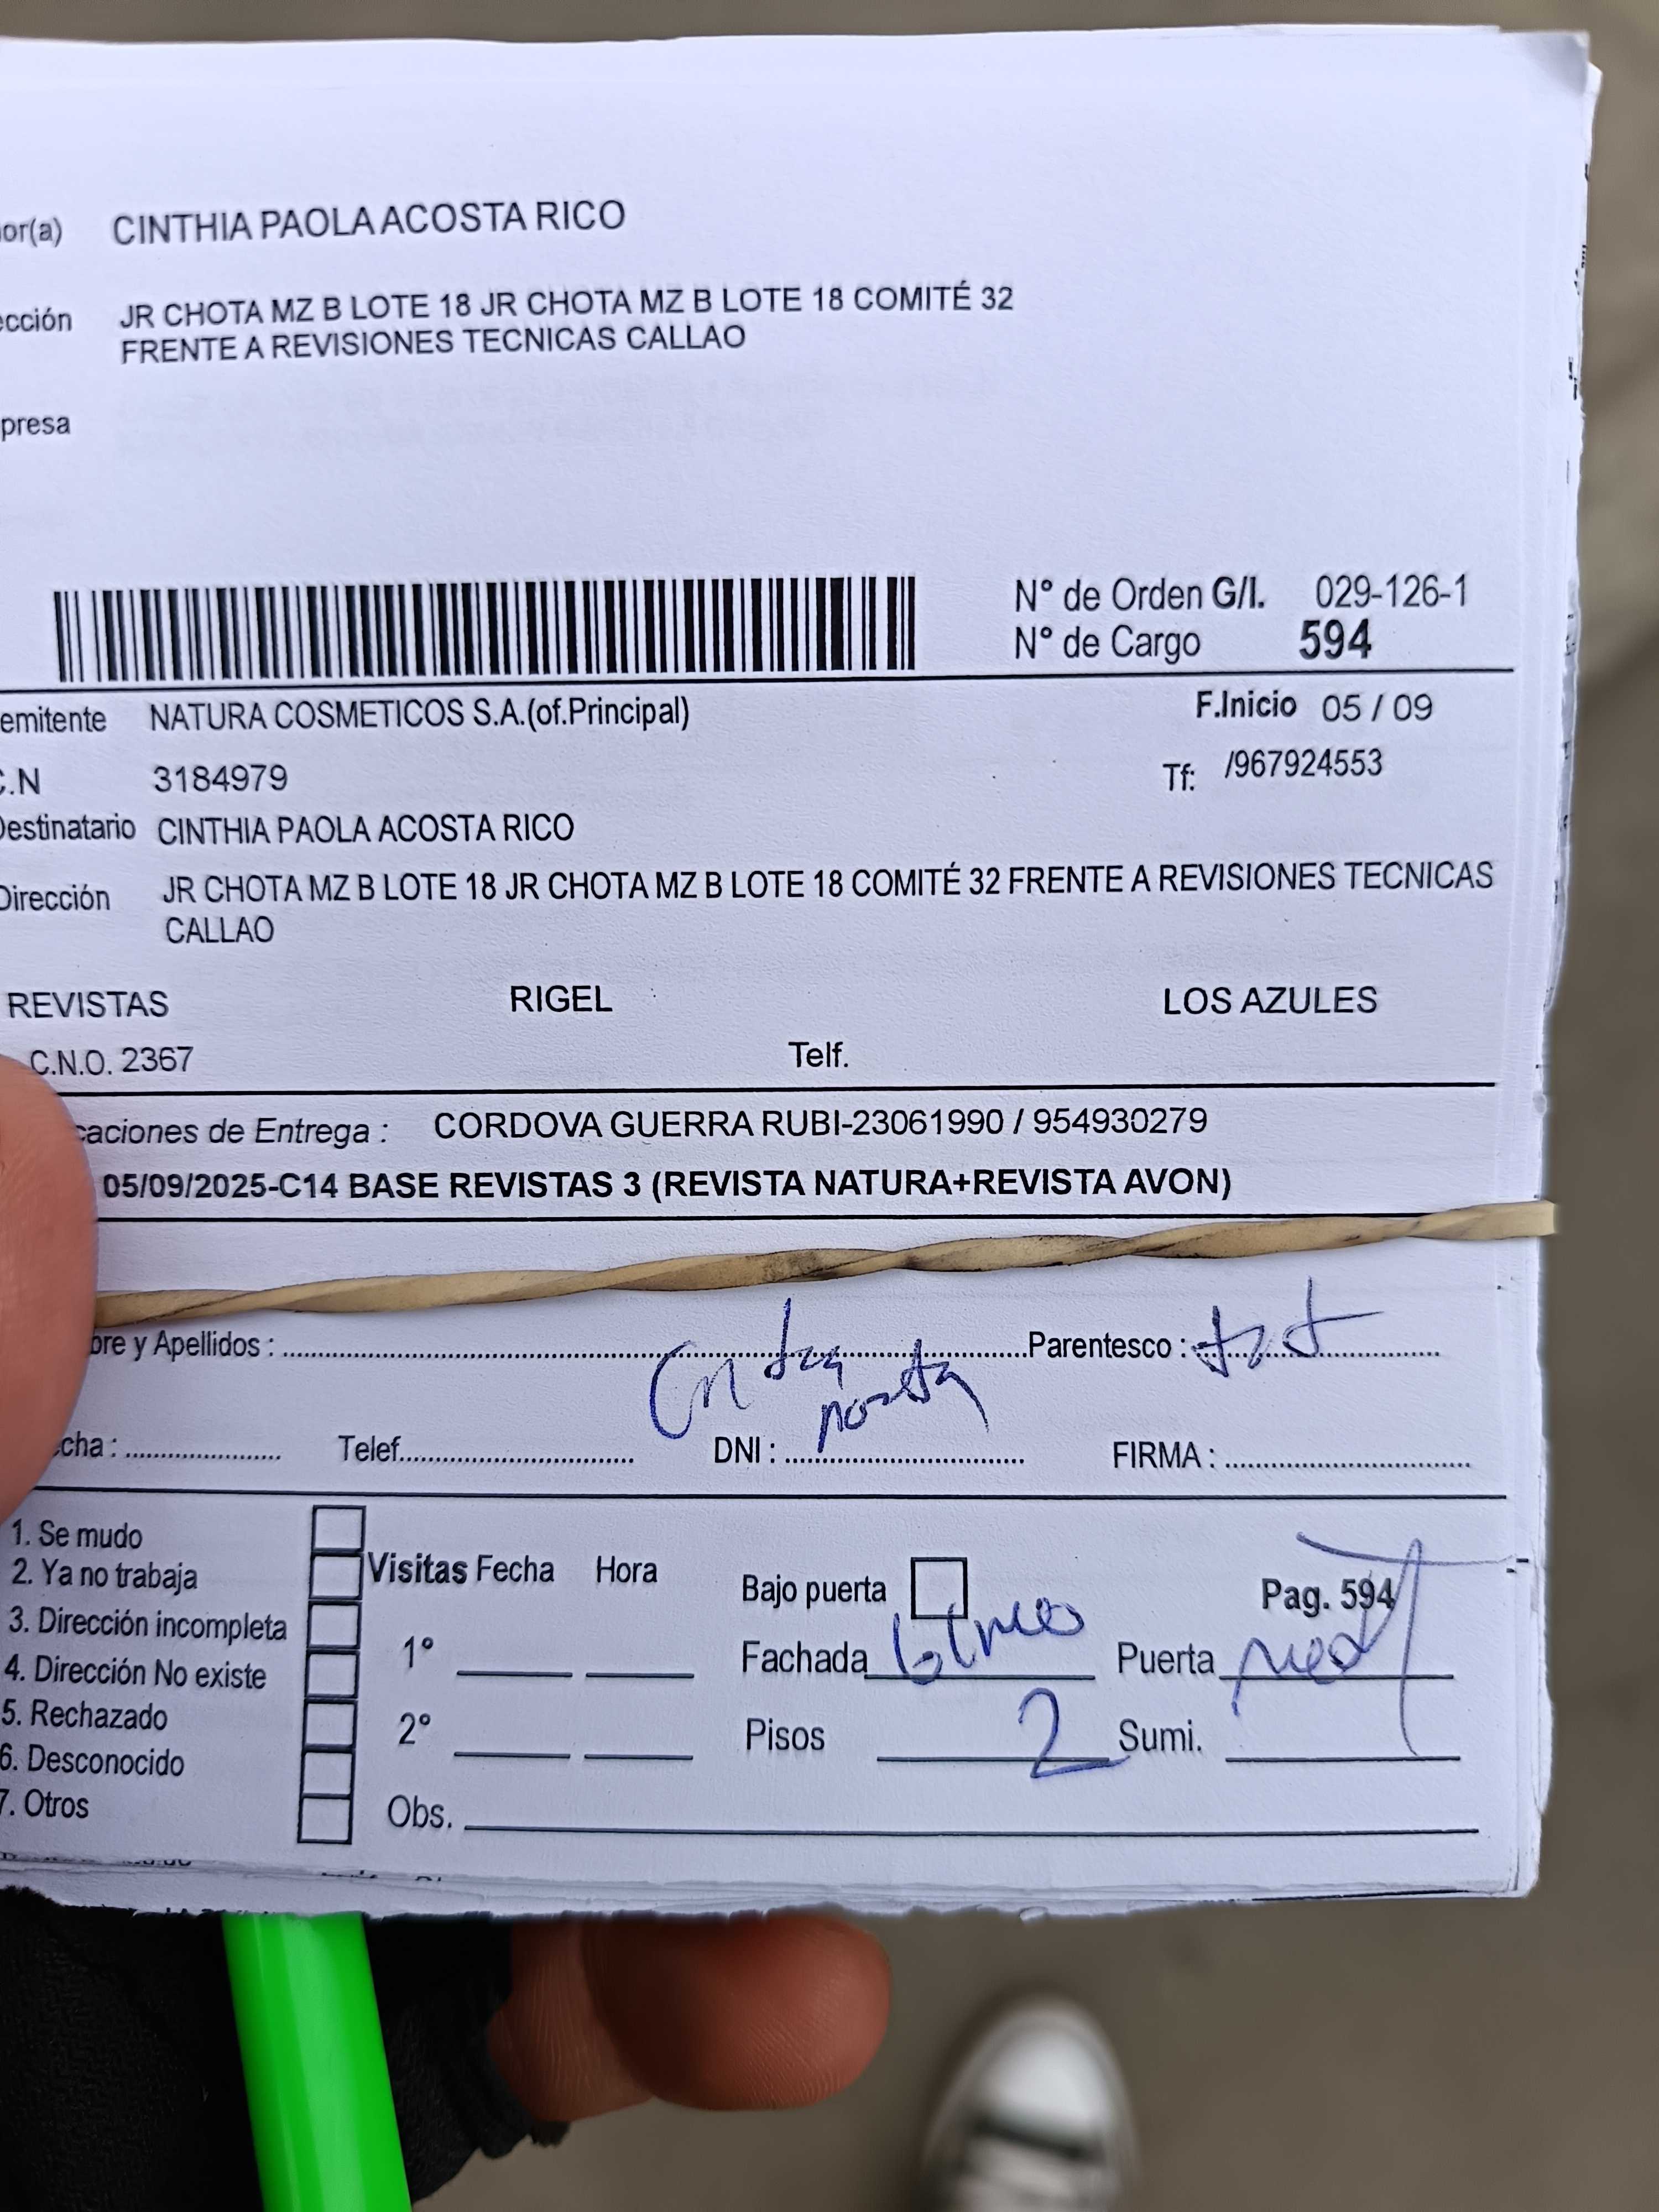 or(a) CINTHIA PAOLA ACOSTA RICO
ección JR CHOTA MZ B LOTE 18 JR CHOTA MZ B LOTE 18 COMITÉ 32
FRENTE A REVISIONES TECNICAS CALLAO
presa
N° de Orden G/I. 029-126-1
N° de Cargo 594
emitente NATURA COSMETICOS S.A.(of.Principal) F.Inicio 05 / 09
C.N 3184979 Tf: /967924553
Destinatario CINTHIA PAOLA ACOSTA RICO
Dirección JR CHOTA MZ B LOTE 18 JR CHOTA MZ B LOTE 18 COMITÉ 32 FRENTE A REVISIONES TECNICAS
CALLAO
REVISTAS RIGEL LOS AZULES
C.N.O. 2367 Telf.
caciones de Entrega : CORDOVA GUERRA RUBI-23061990 / 954930279
05/09/2025-C14 BASE REVISTAS 3 (REVISTA NATURA+REVISTA AVON)
bre y Apellidos : Parentesco :
cha : Telef. DNI : FIRMA :
1. Se mudo
2. Ya no trabaja
3. Dirección incompleta
4. Dirección No existe
5. Rechazado
6. Desconocido
7. Otros
Visitas Fecha Hora
1°
2°
Obs.
Bajo puerta Pag. 594
Fachada Puerta
Pisos 2 Sumi.